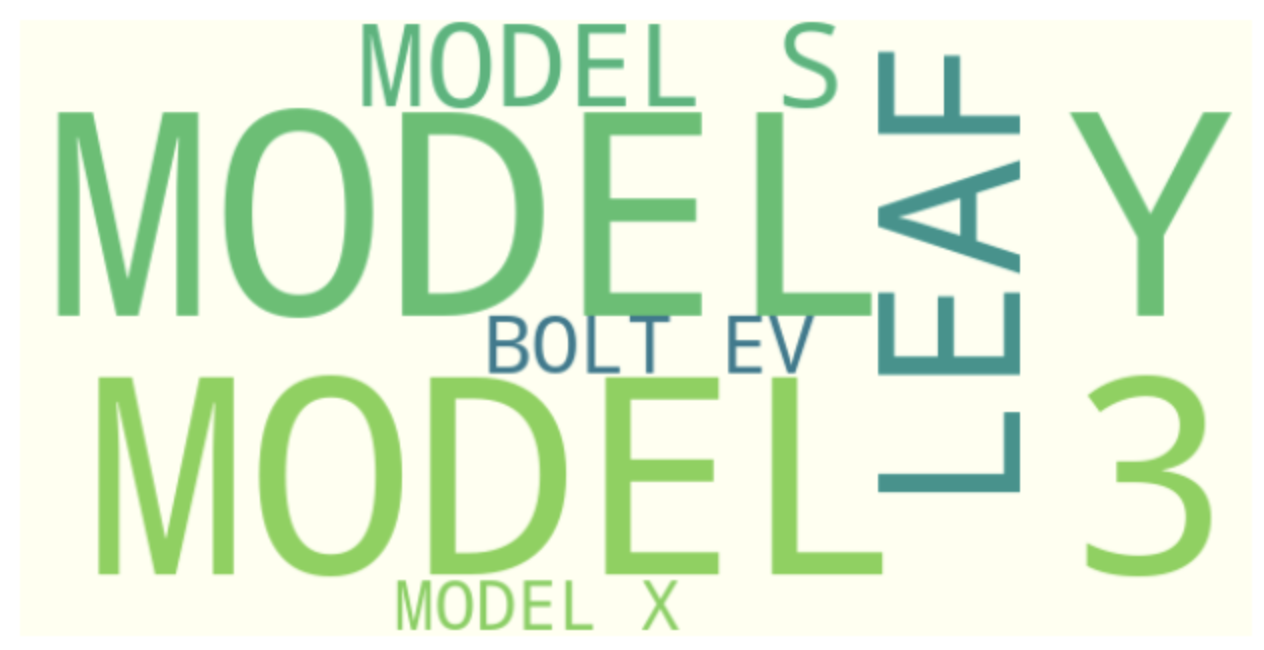 MODEL S
MODEL Y
LEAF
BOLT EV
MODEL 3
MODEL X